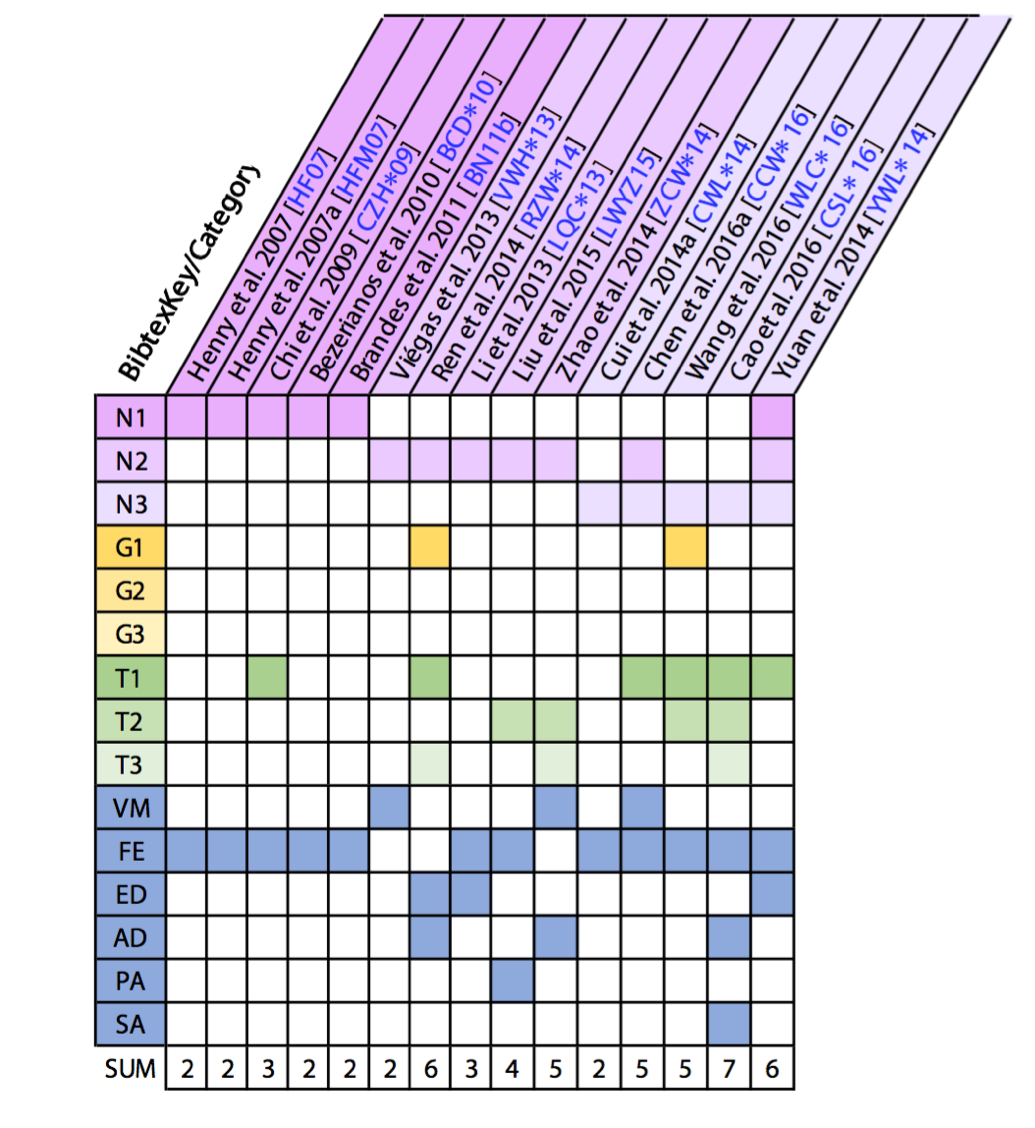 BibtexKey/Category
Henry et al. 2007 [HF07]
Henry et al. 2007a [HFM07]
Chi et al. 2009 [CZH*09]
Bezerianos et al. 2010 [ BCD*10]
Brandes et al. 2011 [BN11b]
Viégas et al. 2013 [VWH*13]
Ren et al. 2014 [RZW*14]
Li et al. 2013 [LQC*13]
Liu et al. 2015 [LWYZ15]
Zhao et al. 2014 [ZCW*14]
Cui et al. 2014a [CWL*14]
Chen et al. 2016a [CCW* 16]
Wang et al. 2016 [WLC* 16]
Cao et al. 2016 [CSL* 16]
Yuan et al. 2014 [YWL* 14]
N1
N2
N3
G1
G2
G3
T1
T2
T3
VM
FE
ED
AD
PA
SA
SUM 2 2 3 2 2 2 6 3 4 5 2 5 5 7 6